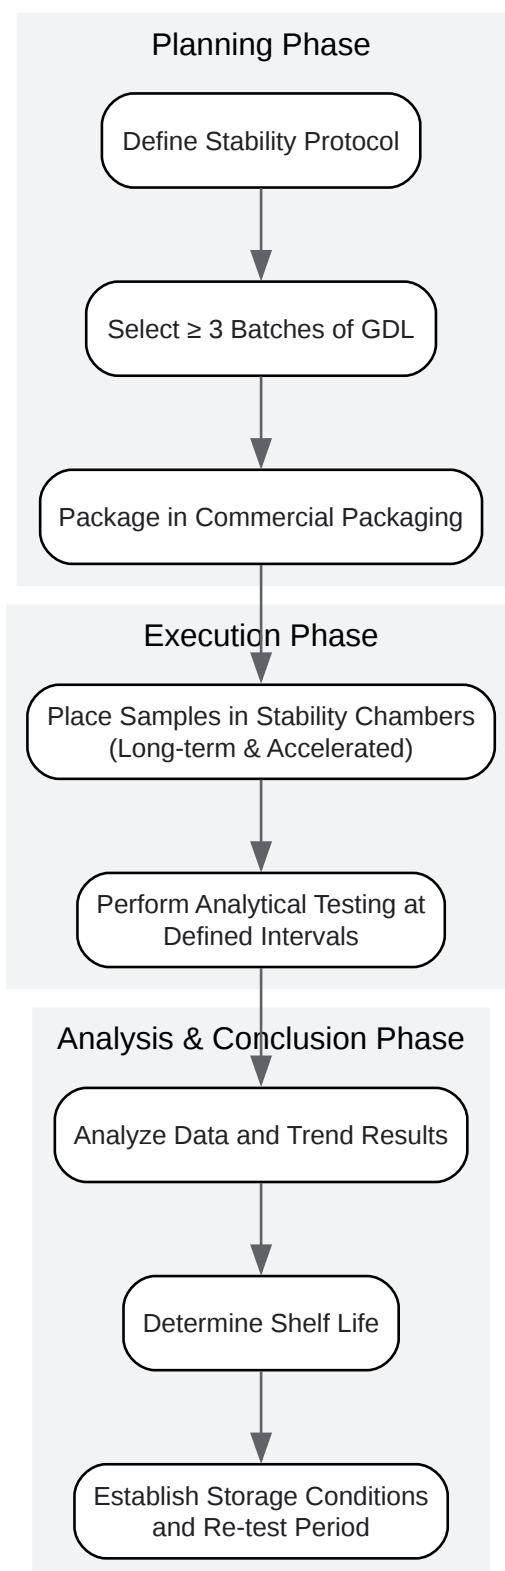 Planning Phase
Define Stability Protocol
Select ≥ 3 Batches of GDL
Package in Commercial Packaging
Execution Phase
Place Samples in Stability Chambers
(Long-term & Accelerated)
Perform Analytical Testing at
Defined Intervals
Analysis & Conclusion Phase
Analyze Data and Trend Results
Determine Shelf Life
Establish Storage Conditions
and Re-test Period